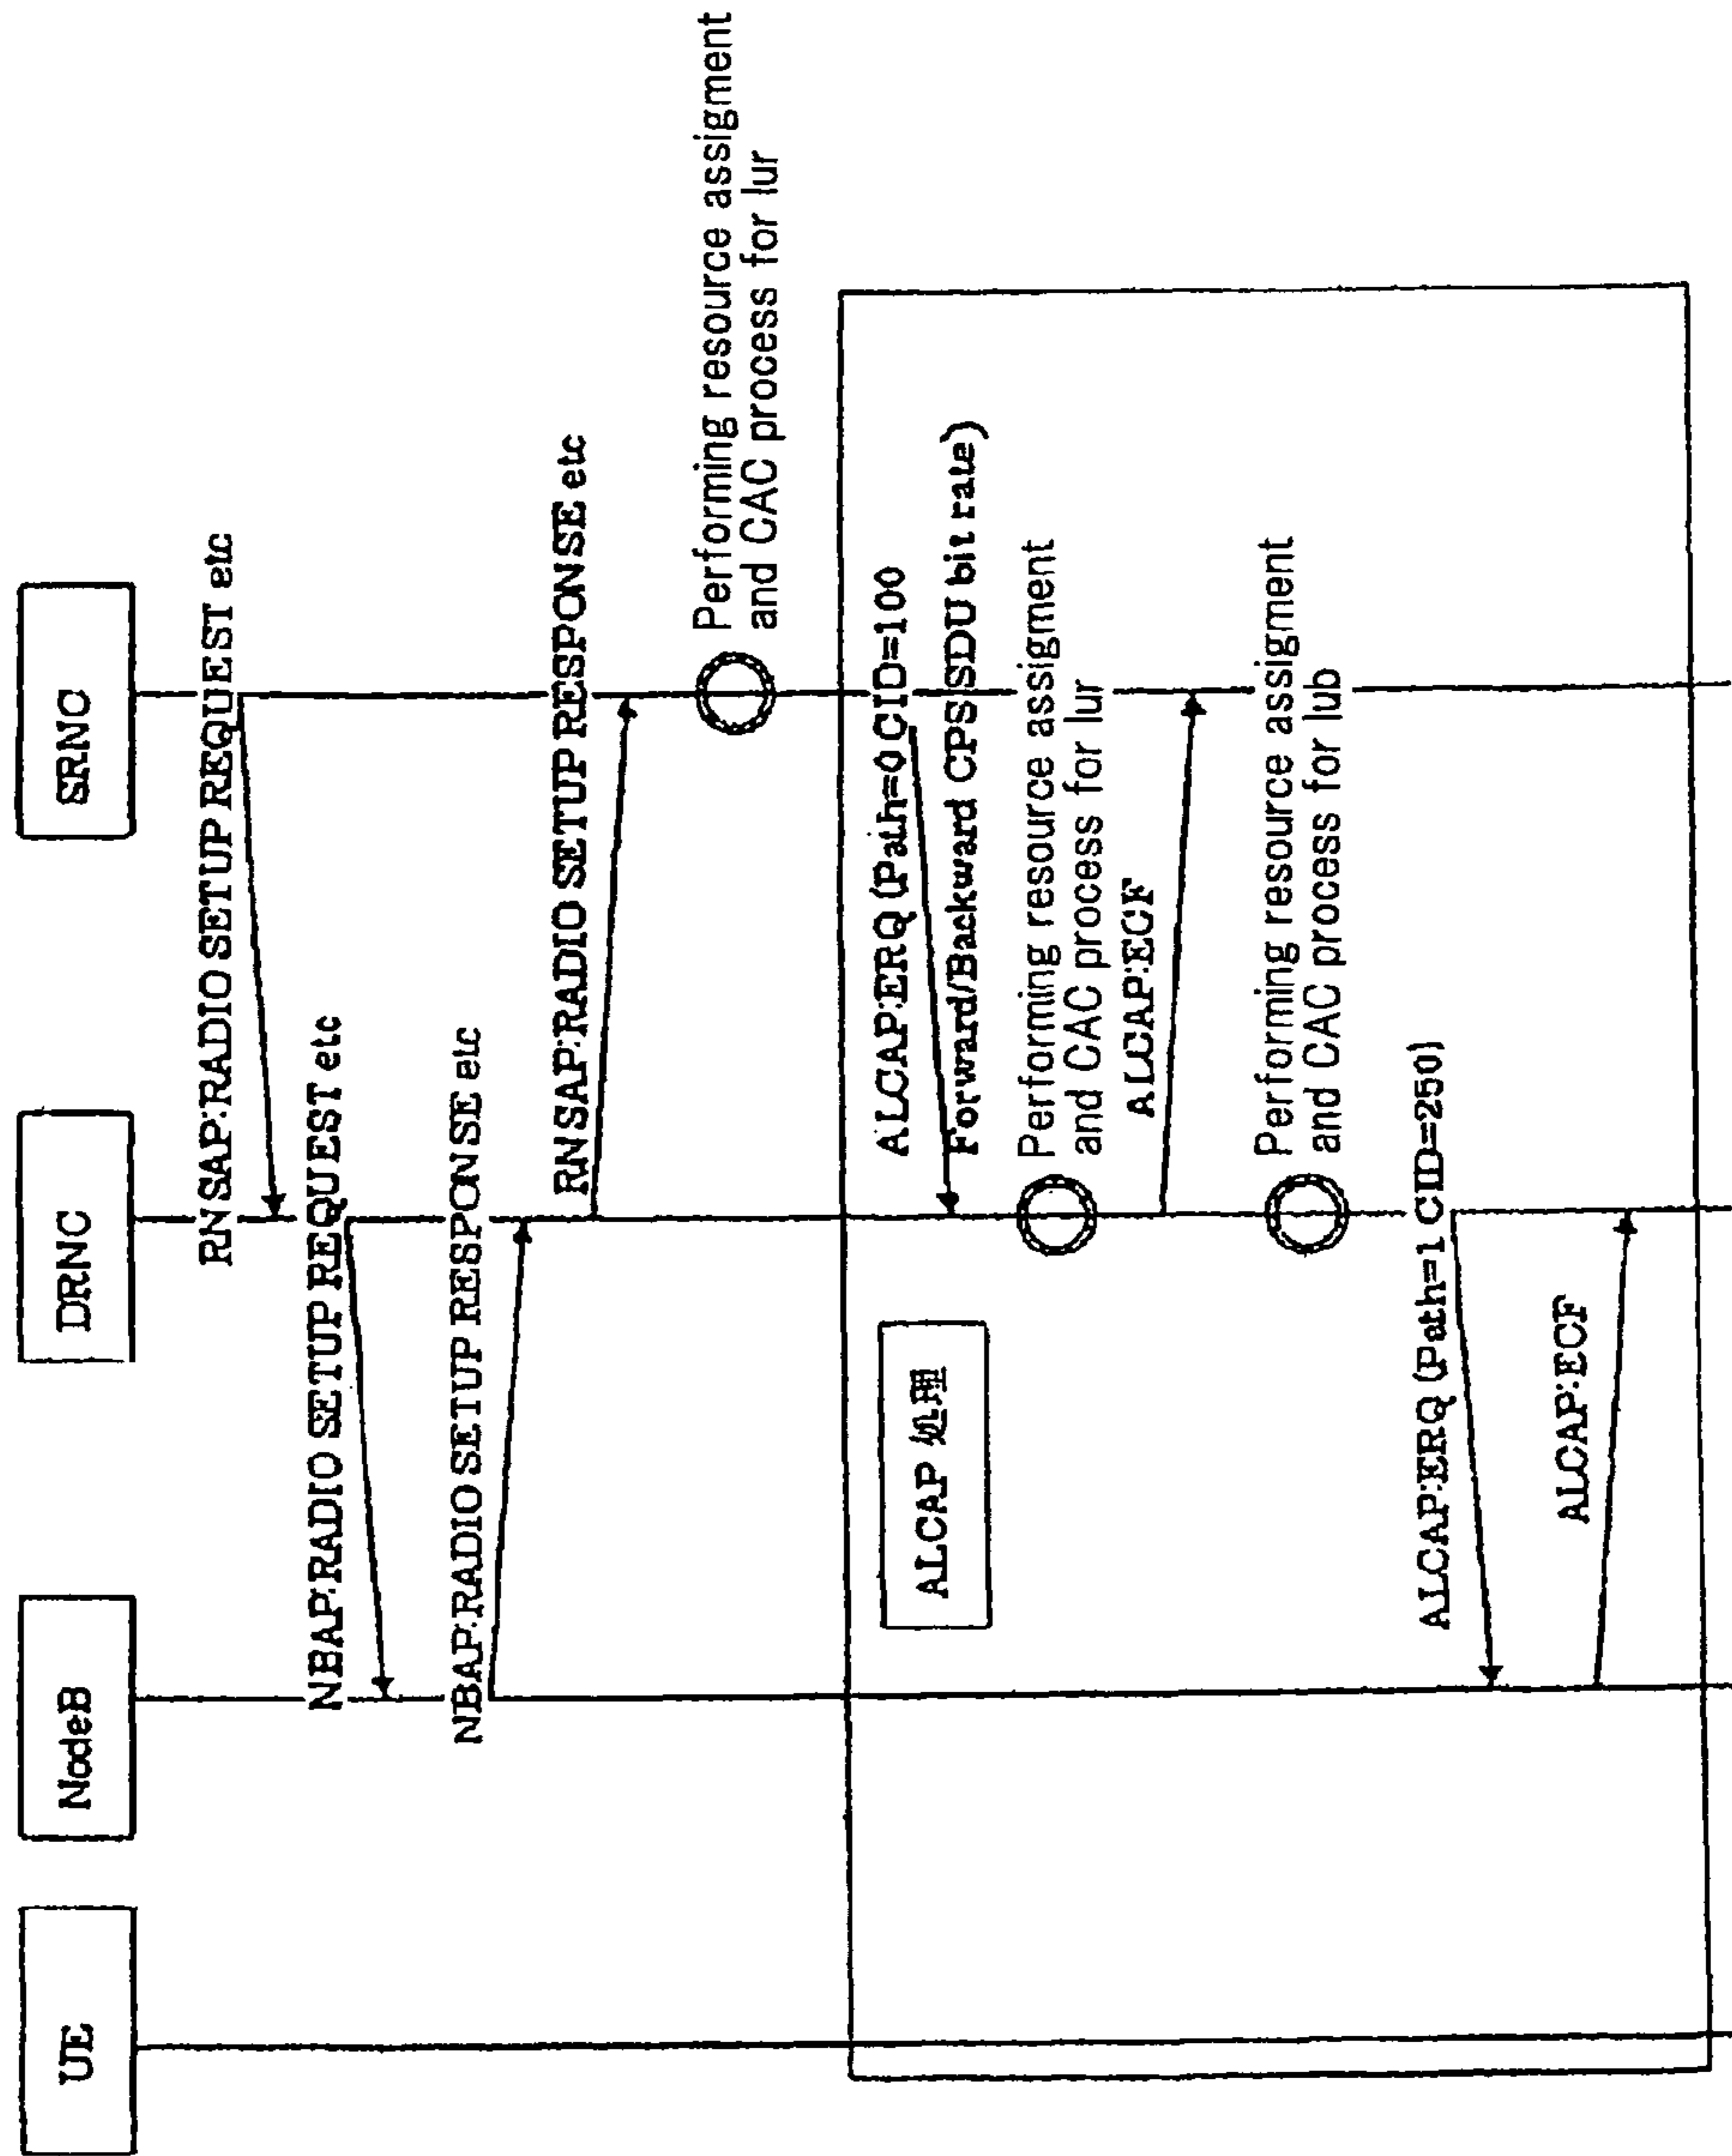 UE
NodeB
DRNC
SRNC
RNSAP:RADIO SETUP REQUEST etc
NBAP:RADIO SETUP REQUEST etc
NBAP:RADIO SETUP RESPONSE etc
RNSAP:RADIO SETUP RESPONSE etc
Performing resource assigment
and CAC process for Iur
ALCAP 処理
ALCAP:ERQ (Path=0 CID=100
Forward/Backward CPS SDU bit rate)
Performing resource assigment
and CAC process for Iur
ALCAP:ECF
Performing resource assigment
and CAC process for Iub
ALCAP:ERQ (Path=1 CID=250)
ALCAP:ECF